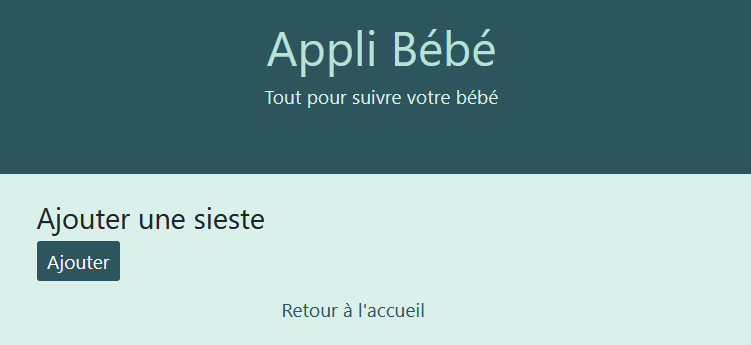 Appli Bébé
Tout pour suivre votre bébé
Ajouter une sieste
Ajouter
Retour à l'accueil